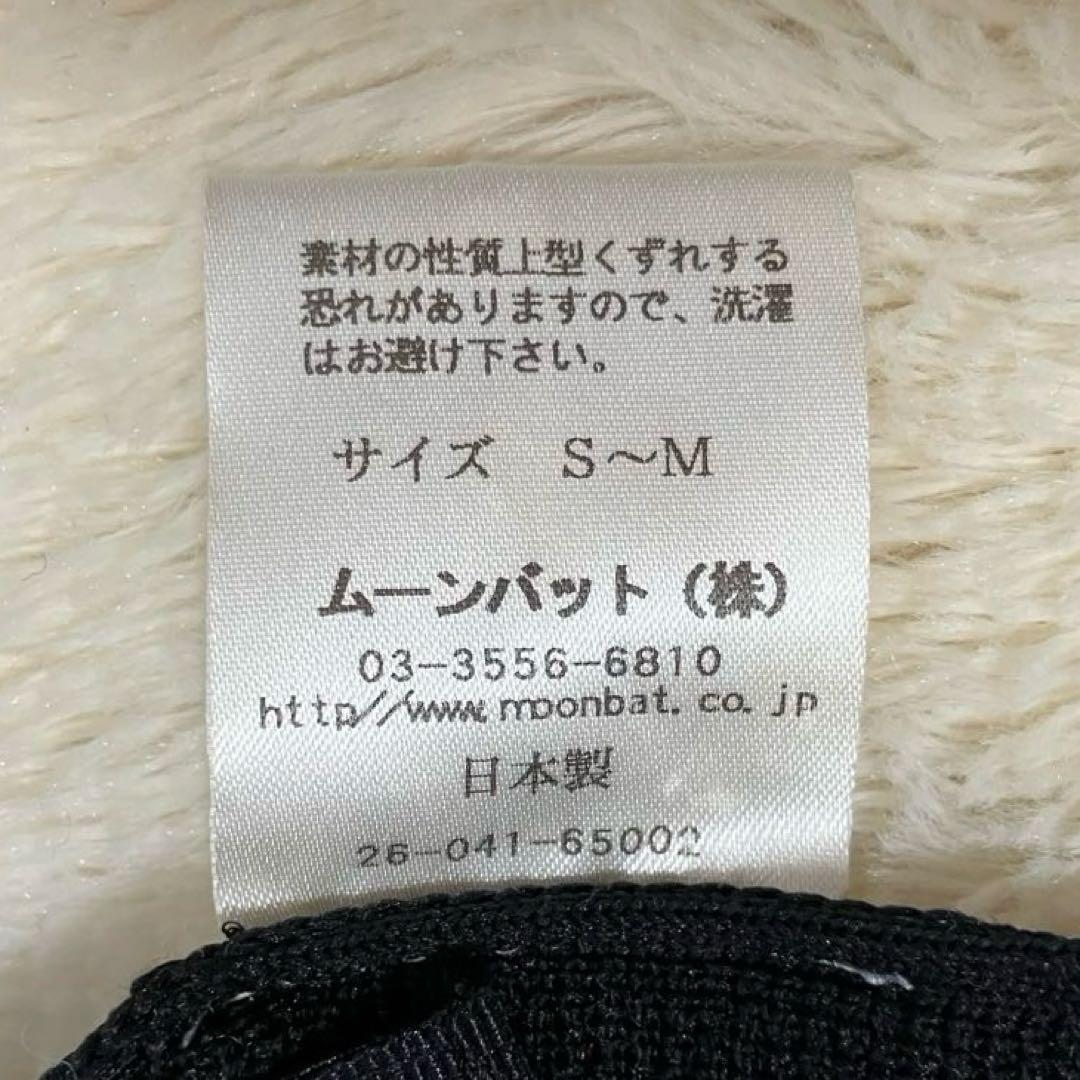 素材の性質上型くずれする
恐れがありますので、洗濯
はお避け下さい。
サイズ　S～M
ムーンバット（株）
03-3556-6810
http//www.moonbat.co.jp
日本製
26-041-65002